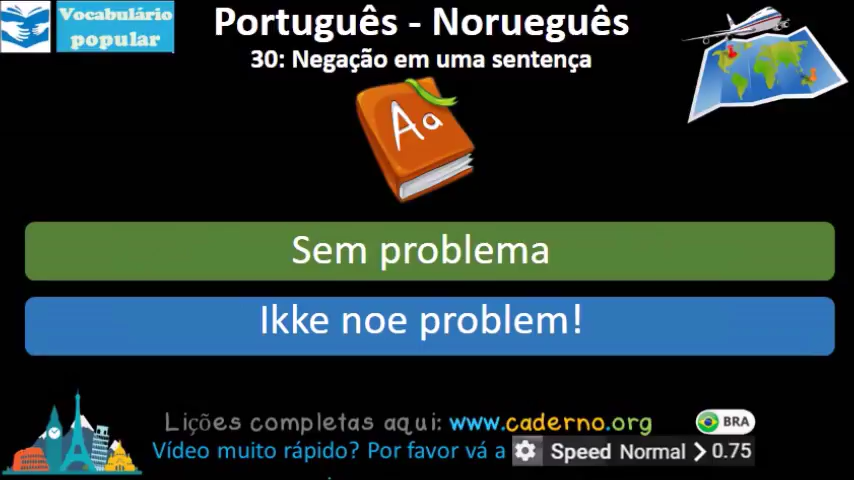 Vocabulário
popular
Português - Norueguês
30: Negação em uma sentença
Aa
Sem problema
Ikke noe problem!
Lições completas aqui: www.caderno.org
BRA
Vídeo muito rápido? Por favor vá a Speed Normal > 0.75